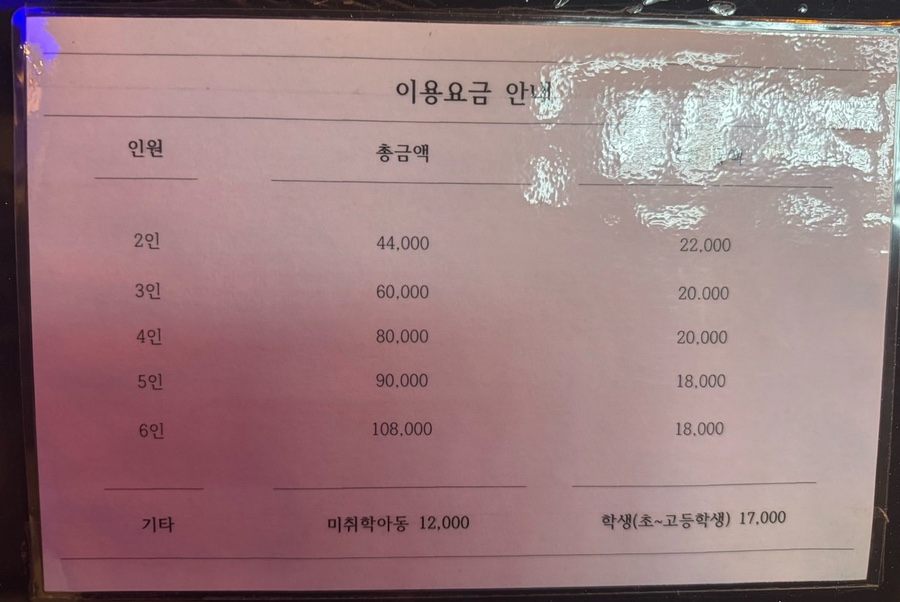 이용요금 안내
인원 총금액
2인 44,000 22,000
3인 60,000 20.000
4인 80,000 20,000
5인 90,000 18,000
6인 108,000 18,000
기타 미취학아동 12,000 학생(초~고등학생) 17,000